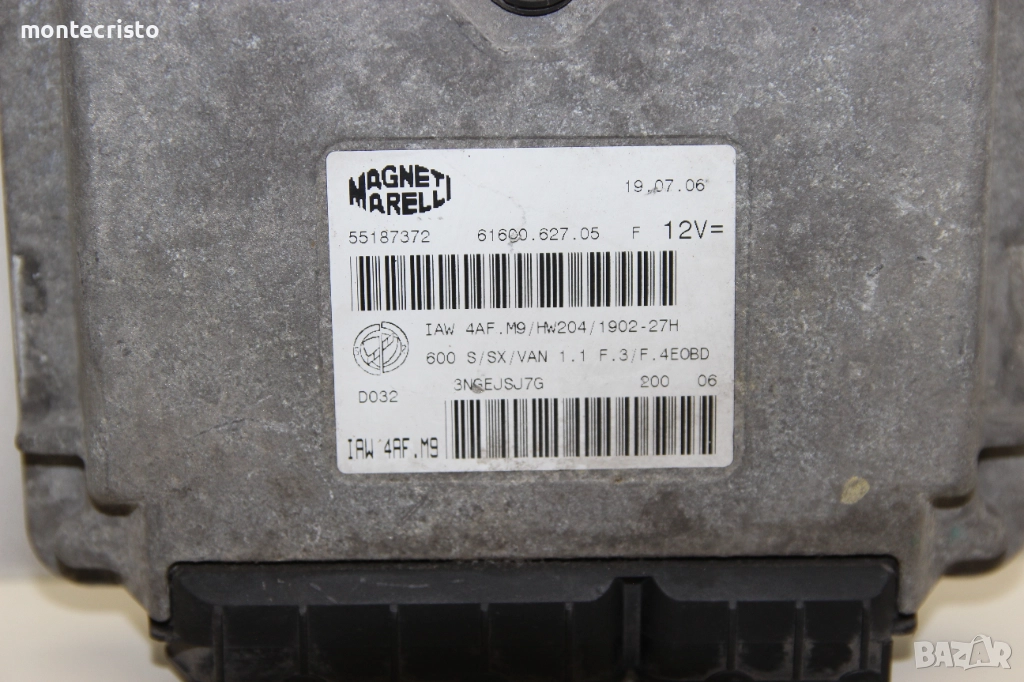 montecristo
MAGNETI MARELLI
19.07.06
55187372 61600.627.05 F 12V=
IAW 4AF.M9/HW204/1902-27H
600 S/SX/VAN 1.1 F.3/F.4EOBD
D032 3NGEJSJ7G 200 06
IAW 4AF.M9
BAZAR